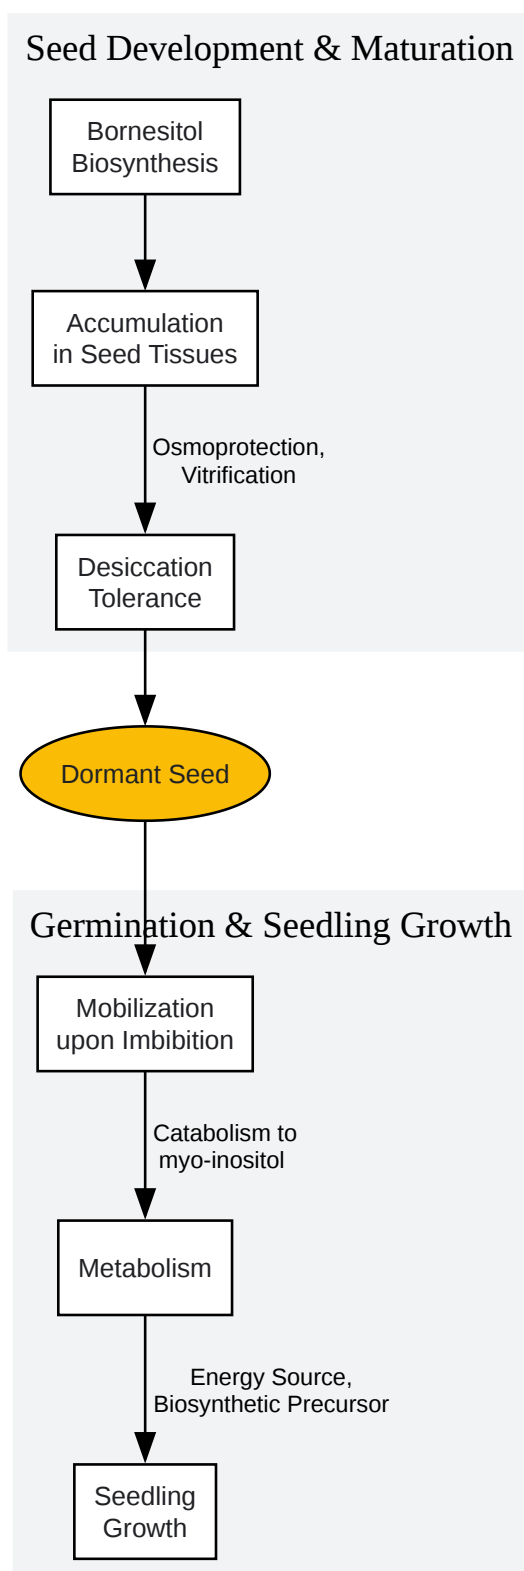 Seed Development & Maturation
Bornesitol
Biosynthesis
Accumulation
in Seed Tissues
Osmoprotection,
Vitrification
Desiccation
Tolerance
Dormant Seed
Germination & Seedling Growth
Mobilization
upon Imbibition
Catabolism to
myo-inositol
Metabolism
Energy Source,
Biosynthetic Precursor
Seedling
Growth